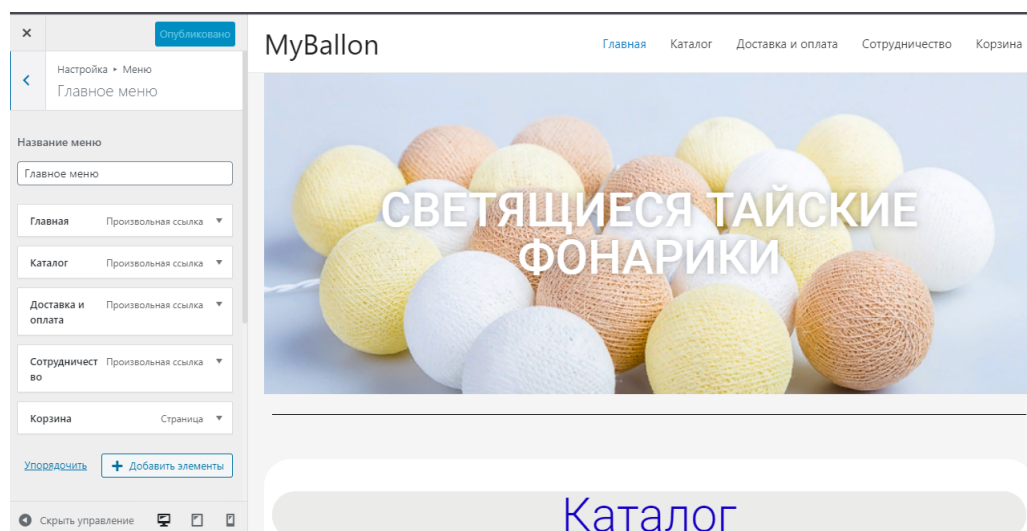 Опубликовано
Настройка ▸ Меню
Главное меню
Название меню
Главное меню
Главная Произвольная ссылка
Каталог Произвольная ссылка
Доставка и Произвольная ссылка
оплата
Сотрудничест Произвольная ссылка
во
Корзина Страница
Упорядочить + Добавить элементы
Скрыть управление
MyBallon Главная Каталог Доставка и оплата Сотрудничество Корзина
СВЕТЯЩИЕСЯ ТАЙСКИЕ
ФОНАРИКИ
Каталог